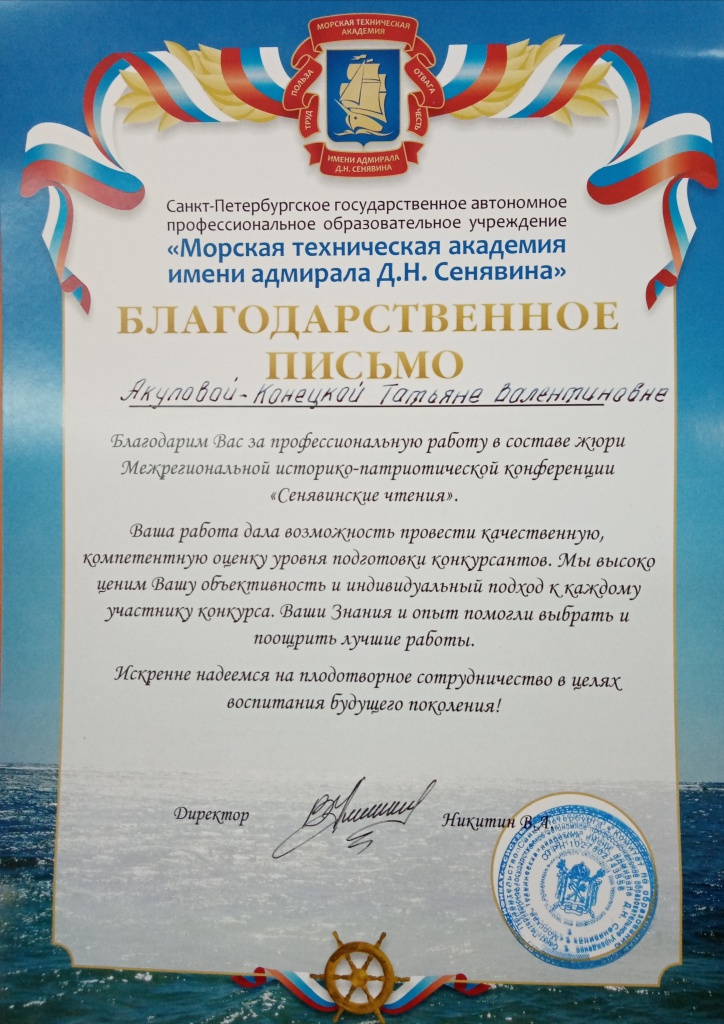 МОРСКАЯ ТЕХНИЧЕСКАЯ
АКАДЕМИЯ
ТРУД ПОЛЬЗА
ОТВАГА ЧЕСТЬ
ИМЕНИ АДМИРАЛА
Д.Н. СЕНЯВИНА
Санкт-Петербургское государственное автономное
профессиональное образовательное учреждение
«Морская техническая академия
имени адмирала Д.Н. Сенявина»
БЛАГОДАРСТВЕННОЕ
ПИСЬМО
Акуловой-Конецкой Татьяне Валентиновне
Благодарим Вас за профессиональную работу в составе жюри
Межрегиональной историко-патриотической конференции
«Сенявинские чтения».
Ваша работа дала возможность провести качественную,
компетентную оценку уровня подготовки конкурсантов. Мы высоко
ценим Вашу объективность и индивидуальный подход к каждому
участнику конкурса. Ваши Знания и опыт помогли выбрать и
поощрить лучшие работы.
Искренне надеемся на плодотворное сотрудничество в целях
воспитания будущего поколения!
Директор Никитин В.А.